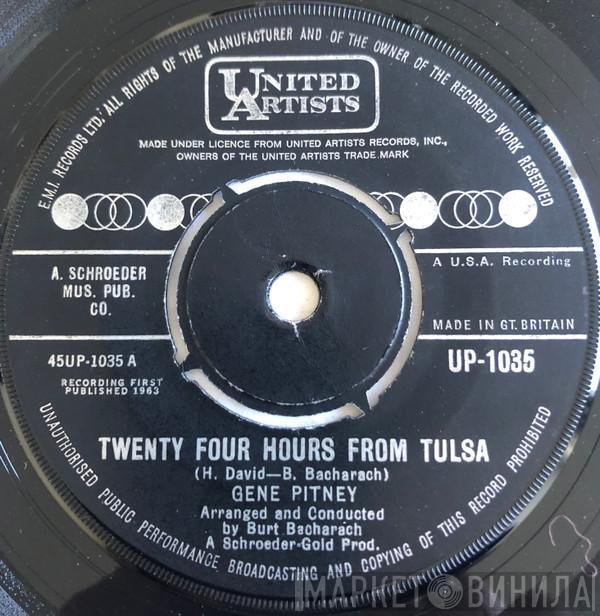 E.M.I. RECORDS LTD. ALL RIGHTS OF THE MANUFACTURER AND OF THE OWNER OF THE RECORDED WORK RESERVED
UNITED
ARTISTS
MADE UNDER LICENCE FROM UNITED ARTISTS RECORDS, INC.,
OWNERS OF THE UNITED ARTISTS TRADE MARK
A. SCHROEDER
MUS. PUB.
CO.
A U.S.A. Recording
MADE IN GT. BRITAIN
45UP-1035 A
UP-1035
RECORDING FIRST
PUBLISHED 1963
TWENTY FOUR HOURS FROM TULSA
(H. David—B. Bacharach)
GENE PITNEY
Arranged and Conducted
by Burt Bacharach
A Schroeder-Gold Prod.
UNAUTHORISED PUBLIC PERFORMANCE BROADCASTING AND COPYING OF THIS RECORD PROHIBITED
МАРКЕТ ВИНИЛА